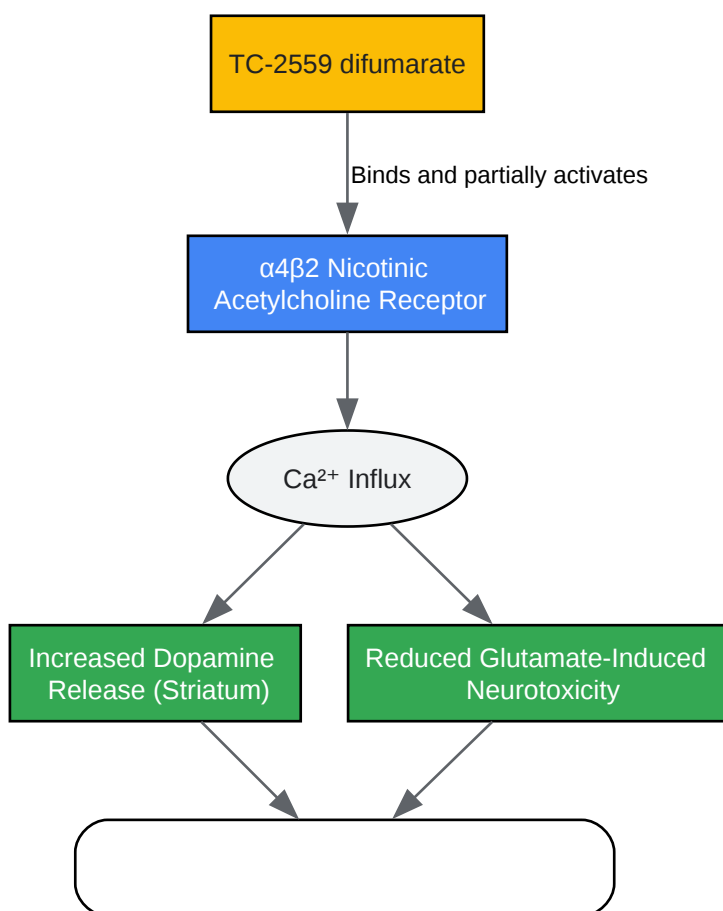 TC-2559 difumarate
Binds and partially activates
α4β2 Nicotinic
Acetylcholine Receptor
Ca²⁺ Influx
Increased Dopamine
Release (Striatum)
Reduced Glutamate-Induced
Neurotoxicity